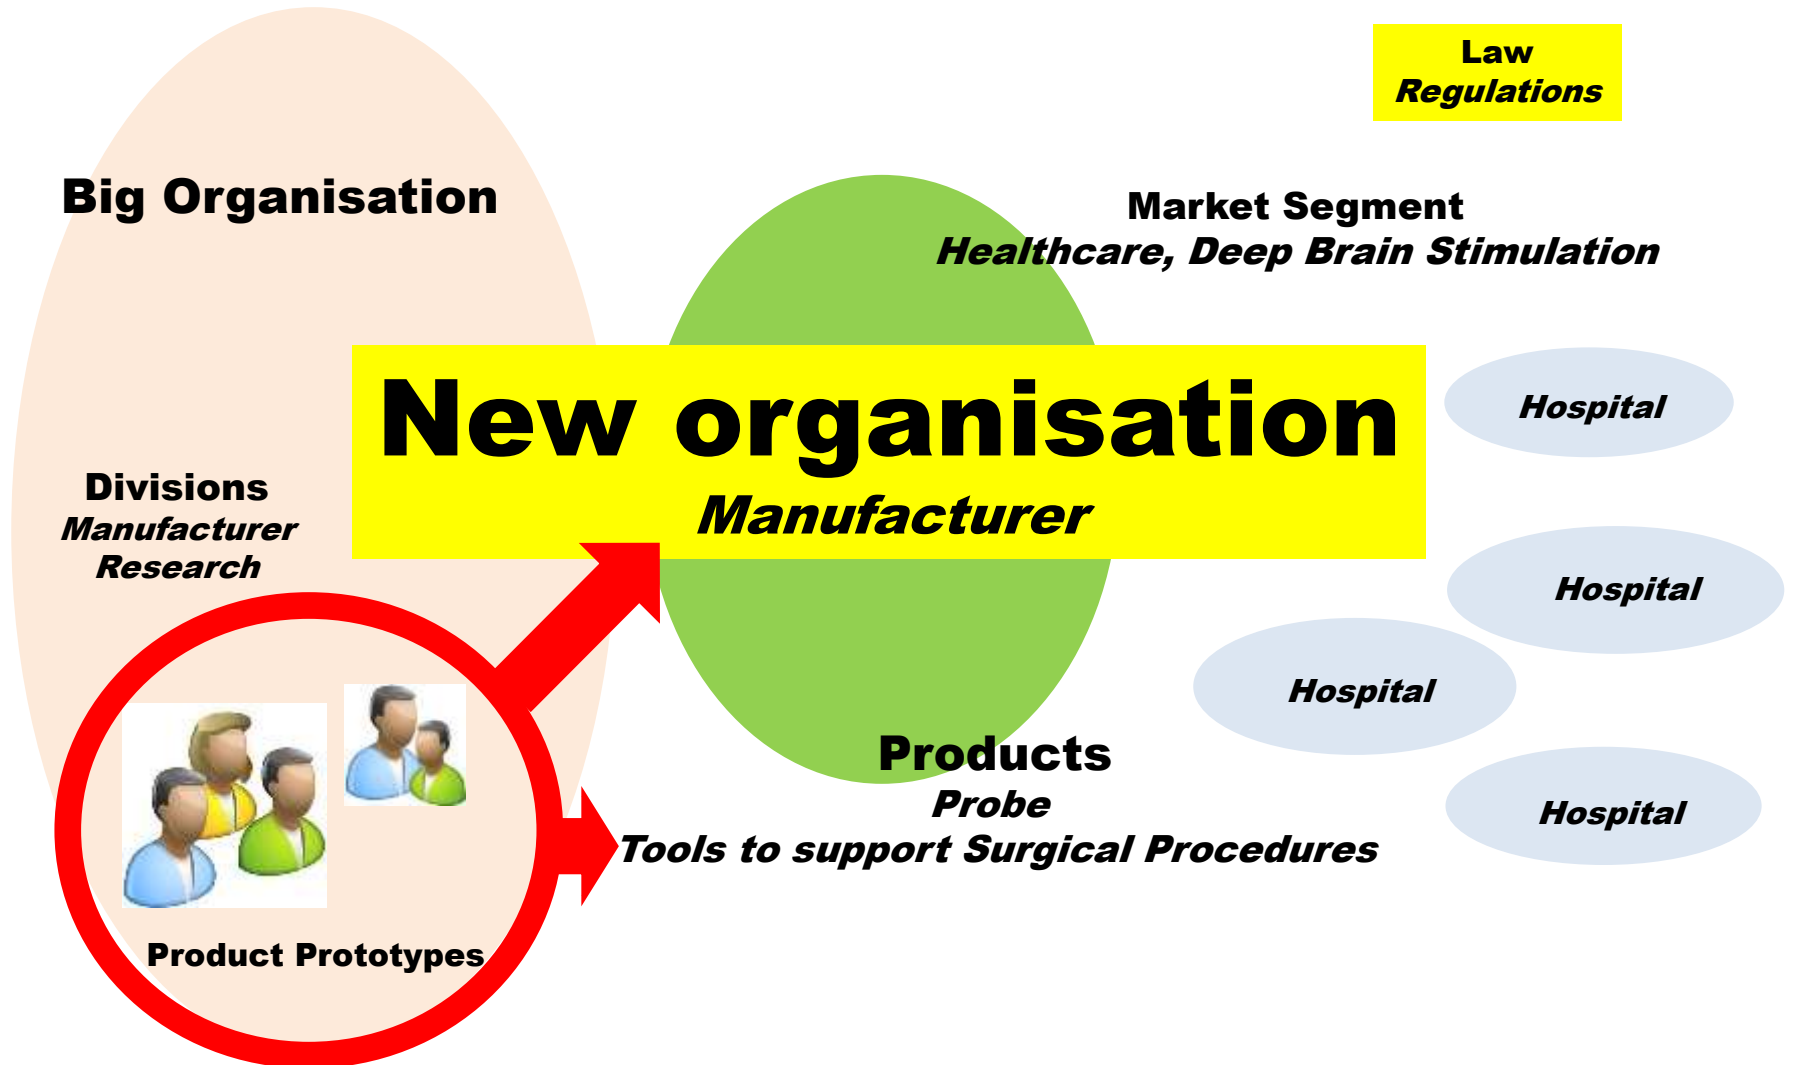 Law
Regulations
Big Organisation
Market Segment
Healthcare, Deep Brain Stimulation
New organisation
Manufacturer
Hospital
Divisions
Manufacturer
Research
Hospital
Hospital
Products
Probe
Tools to support Surgical Procedures
Hospital
Product Prototypes